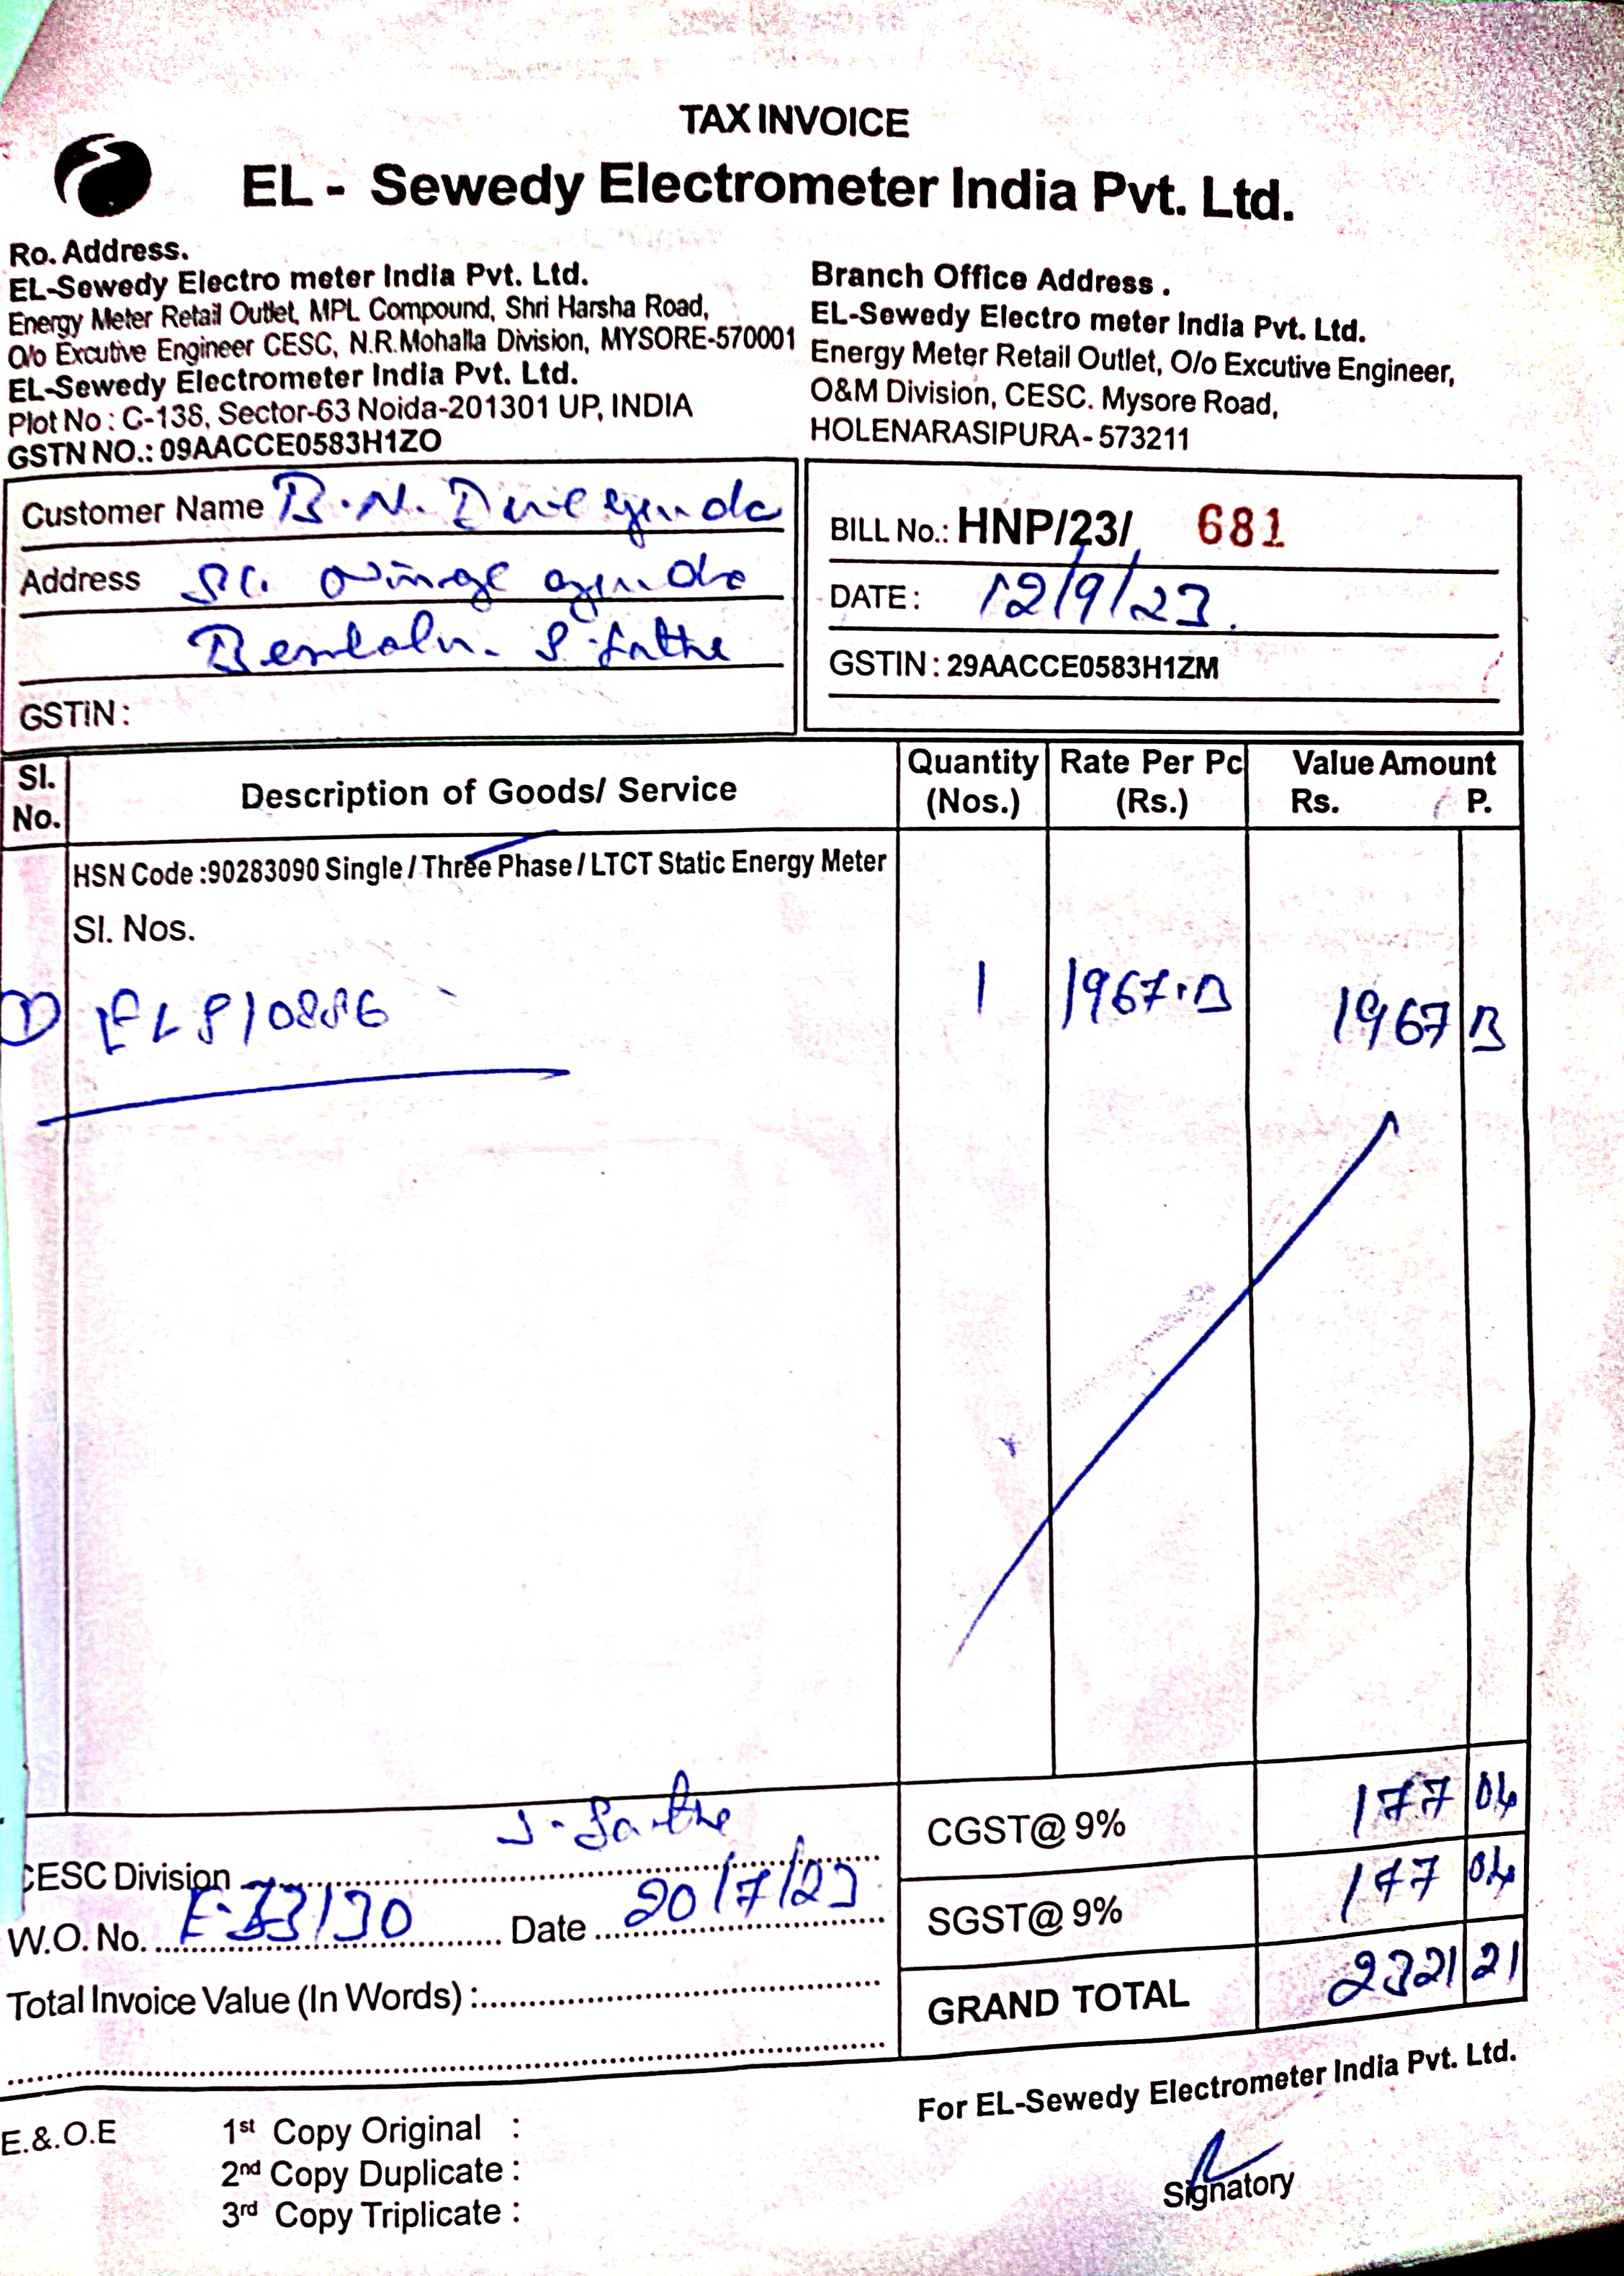 TAX INVOICE
EL - Sewedy Electrometer India Pvt. Ltd.
Ro. Address.
EL-Sewedy Electro meter India Pvt. Ltd.
Energy Meter Retail Outlet, MPL Compound, Shri Harsha Road,
O/o Excutive Engineer CESC, N.R.Mohalla Division, MYSORE-570001
EL-Sewedy Electrometer India Pvt. Ltd.
Plot No : C-138, Sector-63 Noida-201301 UP, INDIA
GSTN NO.: 09AACCE0583H1ZO
Branch Office Address .
EL-Sewedy Electro meter India Pvt. Ltd.
Energy Meter Retail Outlet, O/o Excutive Engineer,
O&M Division, CESC. Mysore Road,
HOLENARASIPURA- 573211
Customer Name B.N.
Address
GSTIN :
BILL No.: HNP/23/ 681
DATE : 12/9/23.
GSTIN : 29AACCE0583H1ZM
Sl. No. Description of Goods/ Service Quantity (Nos.) Rate Per Pc (Rs.) Value Amount Rs. P.
HSN Code :90283090 Single / Three Phase / LTCT Static Energy Meter
Sl. Nos.
1 1967. 1967
CGST@ 9% 177 04
SGST@ 9% 177 04
GRAND TOTAL 2321 21
CESC Division
W.O. No. Date 20/7/23
Total Invoice Value (In Words) :
For EL-Sewedy Electrometer India Pvt. Ltd.
Signatory
E.&.O.E
1st Copy Original :
2nd Copy Duplicate :
3rd Copy Triplicate :